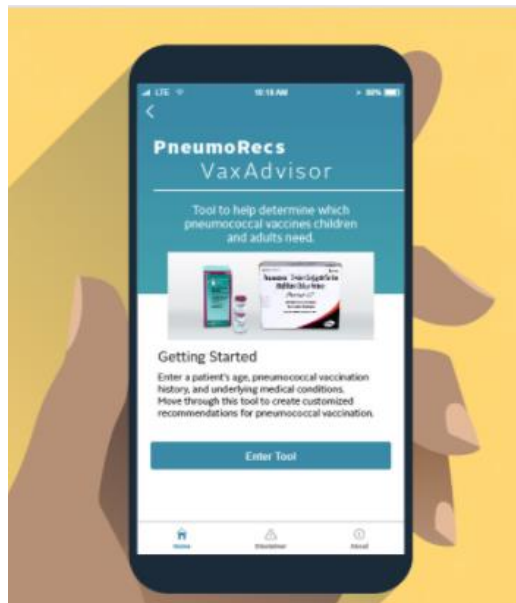 LTE
10:18 AM
PneumoRecs
VaxAdvisor
Tool to help determine which
pneumococcal vaccines children
and adults need.
Getting Started
Enter a patient's age, pneumococcal vaccination
history, and underlying medical conditions.
Move through this tool to create customized
recommendations for pneumococcal vaccination.
Enter Tool
Home
Disclaimer
About